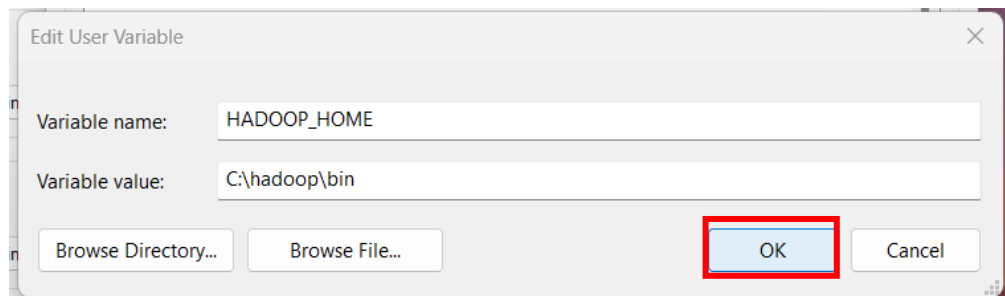 Edit User Variable
Variable name: HADOOP_HOME
Variable value: C:\hadoop\bin
Browse Directory... Browse File... OK Cancel